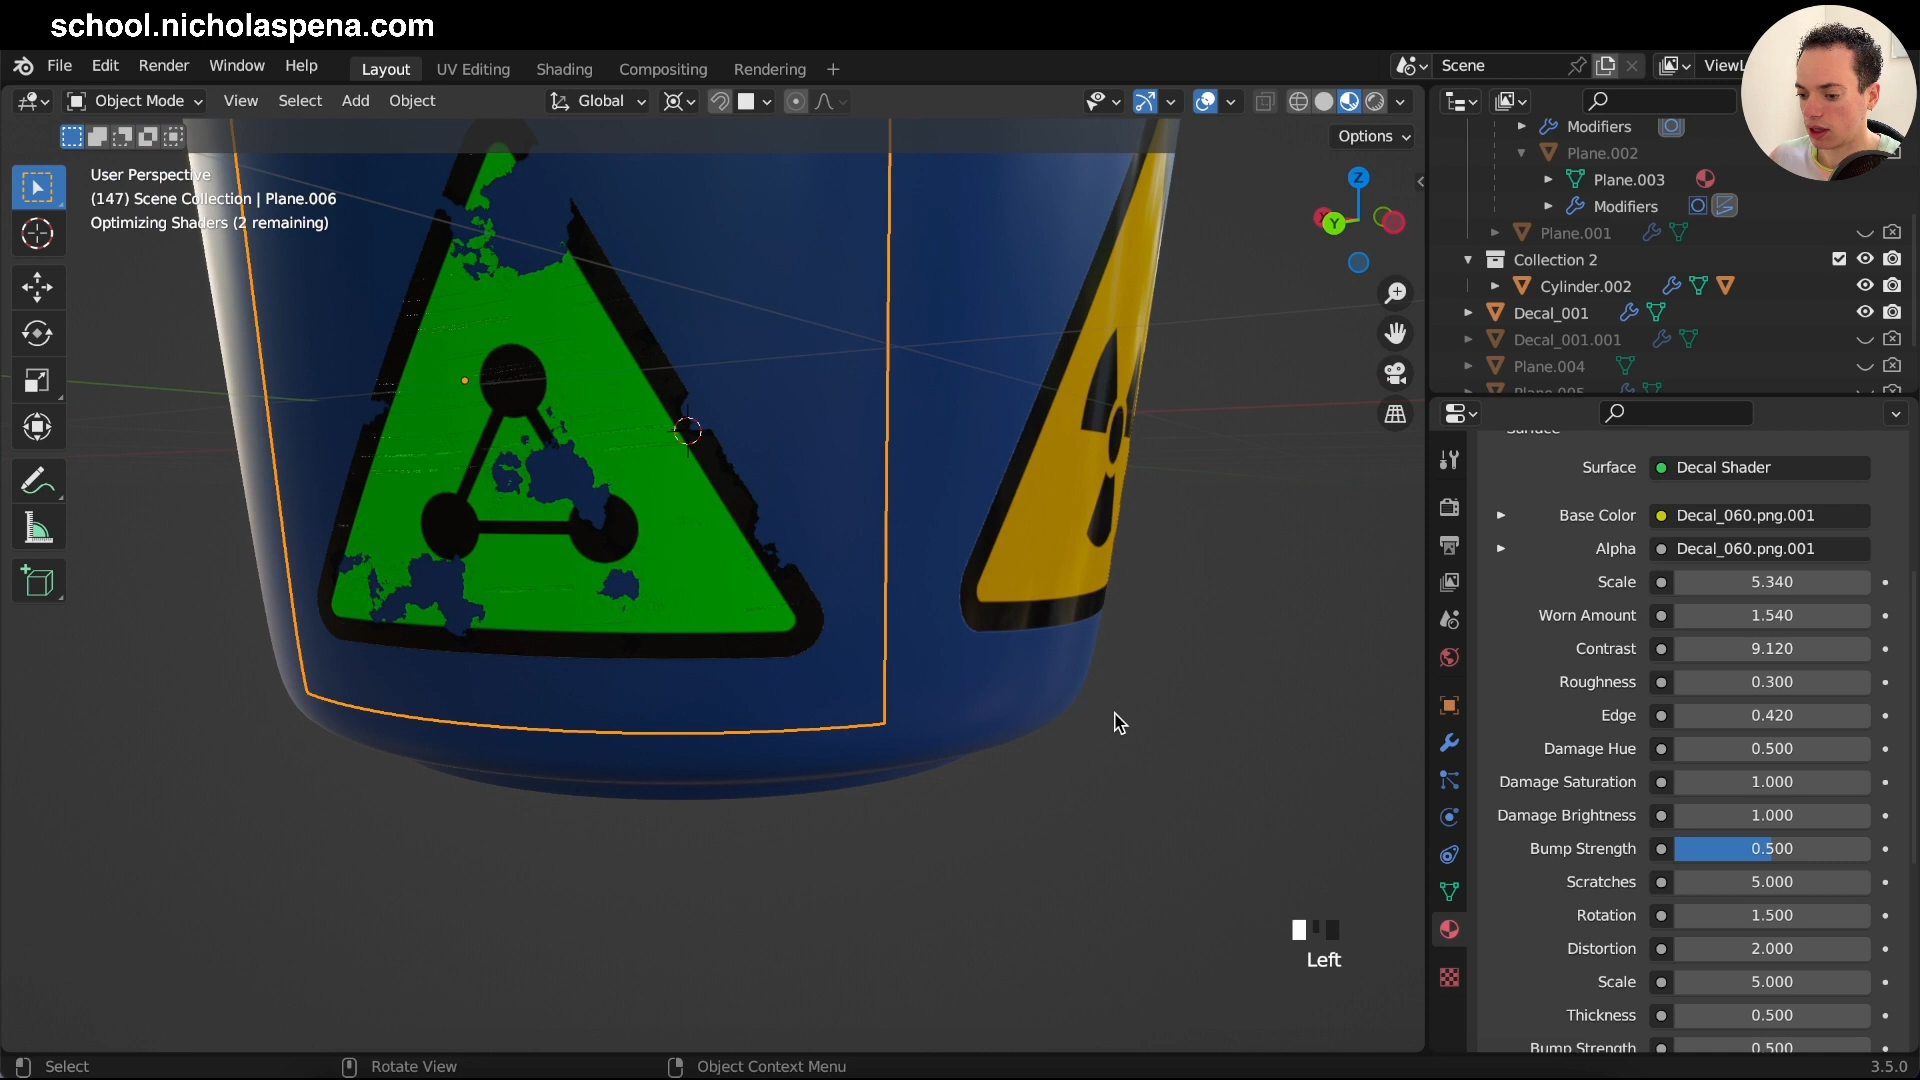 school.nicholaspena.com
File Edit Render Window Help Layout UV Editing Shading Compositing Rendering Scene
Object Mode View Select Add Object Global
Options
User Perspective
(147) Scene Collection | Plane.006
Optimizing Shaders (2 remaining)
Z
Y
Modifiers
Plane.002
Plane.003
Modifiers
Plane.001
Collection 2
Cylinder.002
Decal_001
Decal_001.001
Plane.004
Surface Decal Shader
Base Color Decal_060.png.001
Alpha Decal_060.png.001
Scale 5.340
Worn Amount 1.540
Contrast 9.120
Roughness 0.300
Edge 0.420
Damage Hue 0.500
Damage Saturation 1.000
Damage Brightness 1.000
Bump Strength 0.500
Scratches 5.000
Rotation 1.500
Distortion 2.000
Scale 5.000
Thickness 0.500
Bump Strength 0.500
Left
Select Rotate View Object Context Menu 3.5.0